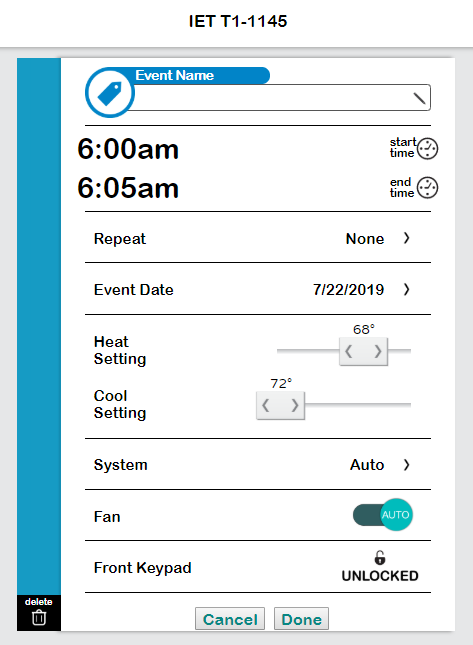 IET T1-1145
Event Name
6:00am
start time
6:05am
end time
Repeat None
Event Date 7/22/2019
68°
Heat Setting
72°
Cool Setting
System Auto
Fan AUTO
Front Keypad UNLOCKED
delete
Cancel Done